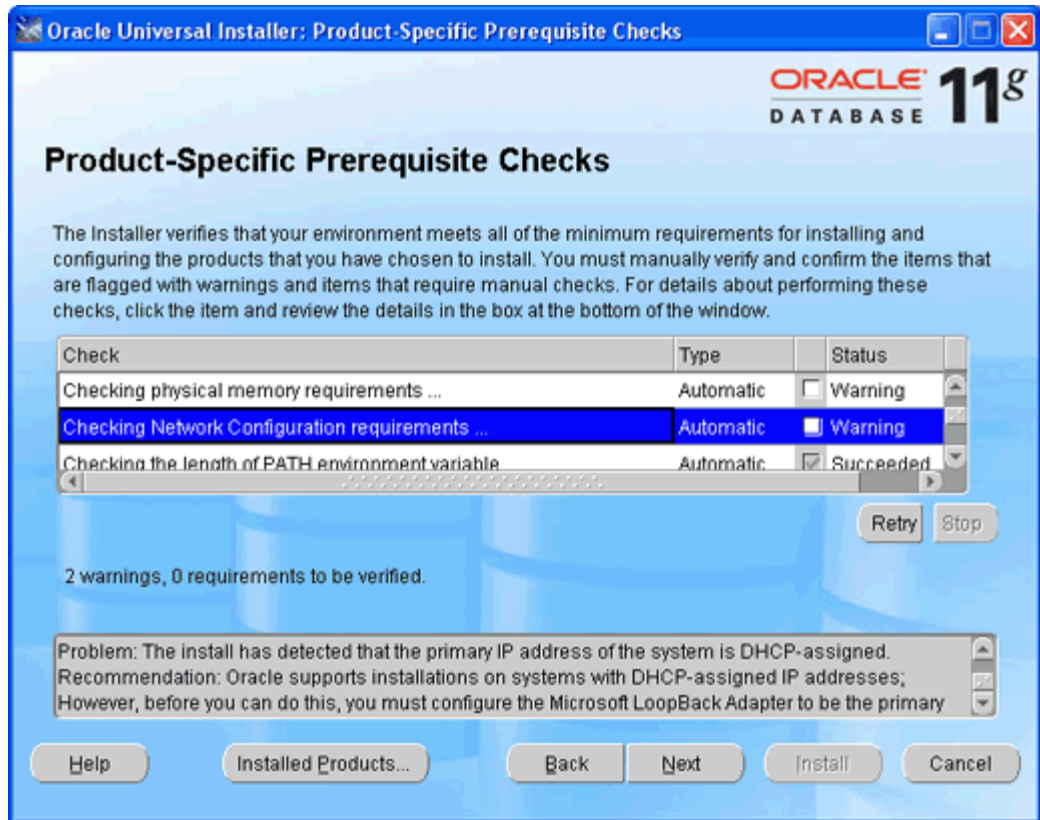 Oracle Universal Installer: Product-Specific Prerequisite Checks
ORACLE 11g
DATABASE
Product-Specific Prerequisite Checks
The Installer verifies that your environment meets all of the minimum requirements for installing and
configuring the products that you have chosen to install. You must manually verify and confirm the items that
are flagged with warnings and items that require manual checks. For details about performing these
checks, click the item and review the details in the box at the bottom of the window.
Check Type Status
Checking physical memory requirements ... Automatic Warning
Checking Network Configuration requirements ... Automatic Warning
Checking the length of PATH environment variable Automatic Succeeded
Retry Stop
2 warnings, 0 requirements to be verified.
Problem: The install has detected that the primary IP address of the system is DHCP-assigned.
Recommendation: Oracle supports installations on systems with DHCP-assigned IP addresses;
However, before you can do this, you must configure the Microsoft LoopBack Adapter to be the primary
Help Installed Products... Back Next Install Cancel